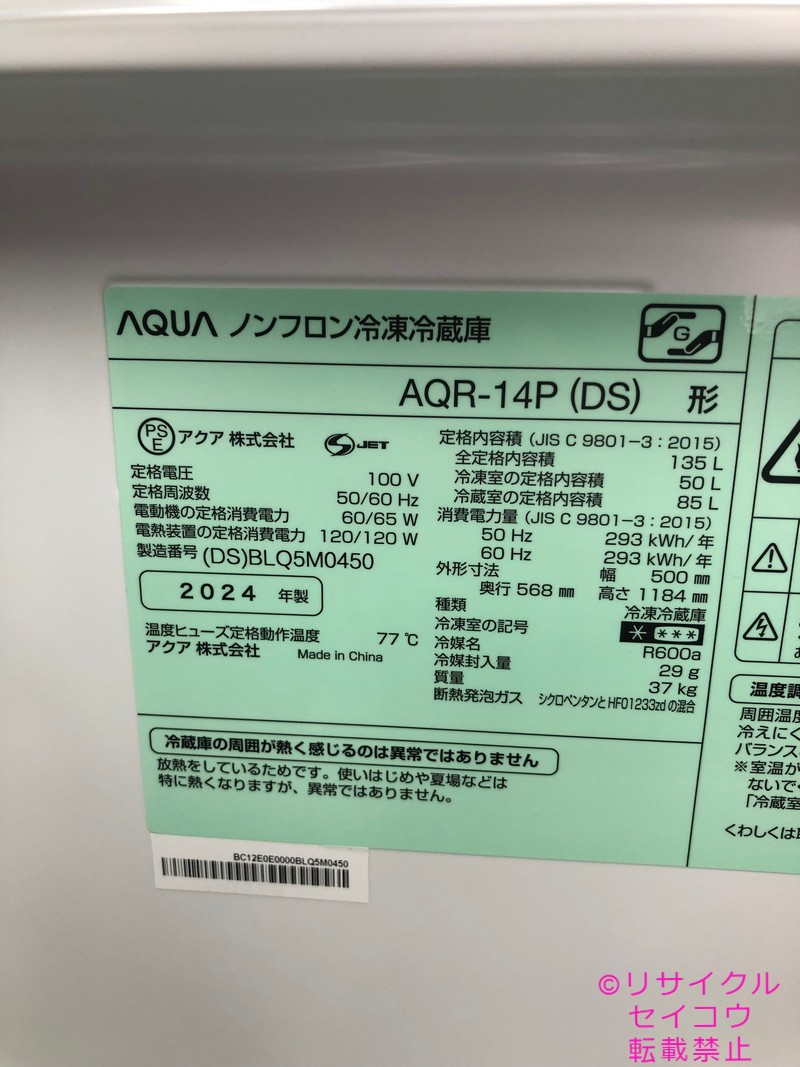 AQUA ノンフロン冷凍冷蔵庫
G
AQR-14P (DS) 形
PS E アクア 株式会社 S JET
定格電圧 100 V
定格周波数 50/60 Hz
電動機の定格消費電力 60/65 W
電熱装置の定格消費電力 120/120 W
製造番号 (DS)BLQ5M0450
2024 年製
温度ヒューズ定格動作温度 77 ℃
アクア 株式会社 Made in China
定格内容積 (JIS C 9801-3 : 2015)
全定格内容積 135 L
冷凍室の定格内容積 50 L
冷蔵室の定格内容積 85 L
消費電力量 (JIS C 9801-3 : 2015)
50 Hz 293 kWh/年
60 Hz 293 kWh/年
外形寸法 幅 500 ㎜
奥行 568 ㎜ 高さ 1184 ㎜
種類 冷凍冷蔵庫
冷凍室の記号 * ***
冷媒名 R600a
冷媒封入量 29 g
質量 37 kg
断熱発泡ガス シクロペンタンとHFO1233zdの混合
冷蔵庫の周囲が熱く感じるのは異常ではありません
放熱をしているためです。使いはじめや夏場などは
特に熱くなりますが、異常ではありません。
BC12E0E0000BLQ5M0450
温度調
周囲温度
冷えにく
バランス
※室温が
ないでく
「冷蔵室
くわしくは取
©リサイクル
セイコウ
転載禁止